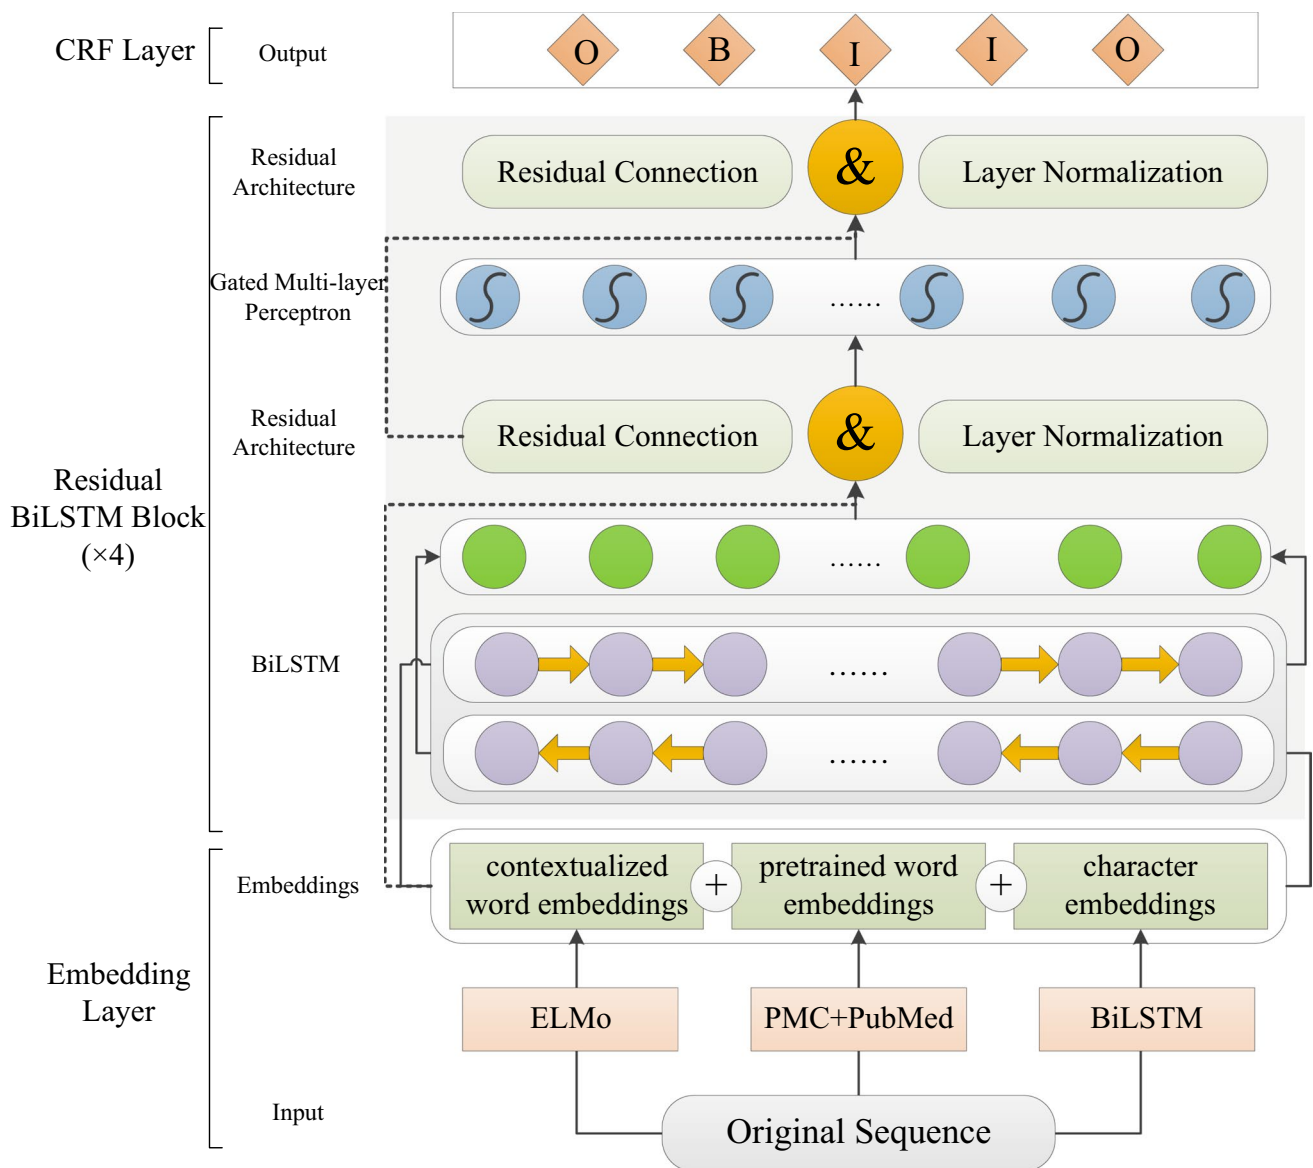 CRF Layer
Output
O B I I O
Residual
Architecture
Residual Connection & Layer Normalization
Gated Multi-layer
Perceptron
......
Residual
Architecture
Residual Connection & Layer Normalization
Residual
BiLSTM Block
(×4)
......
BiLSTM
......
......
Embeddings
contextualized
word embeddings
+
pretrained word
embeddings
+
character
embeddings
Embedding
Layer
ELMo
PMC+PubMed
BiLSTM
Input
Original Sequence